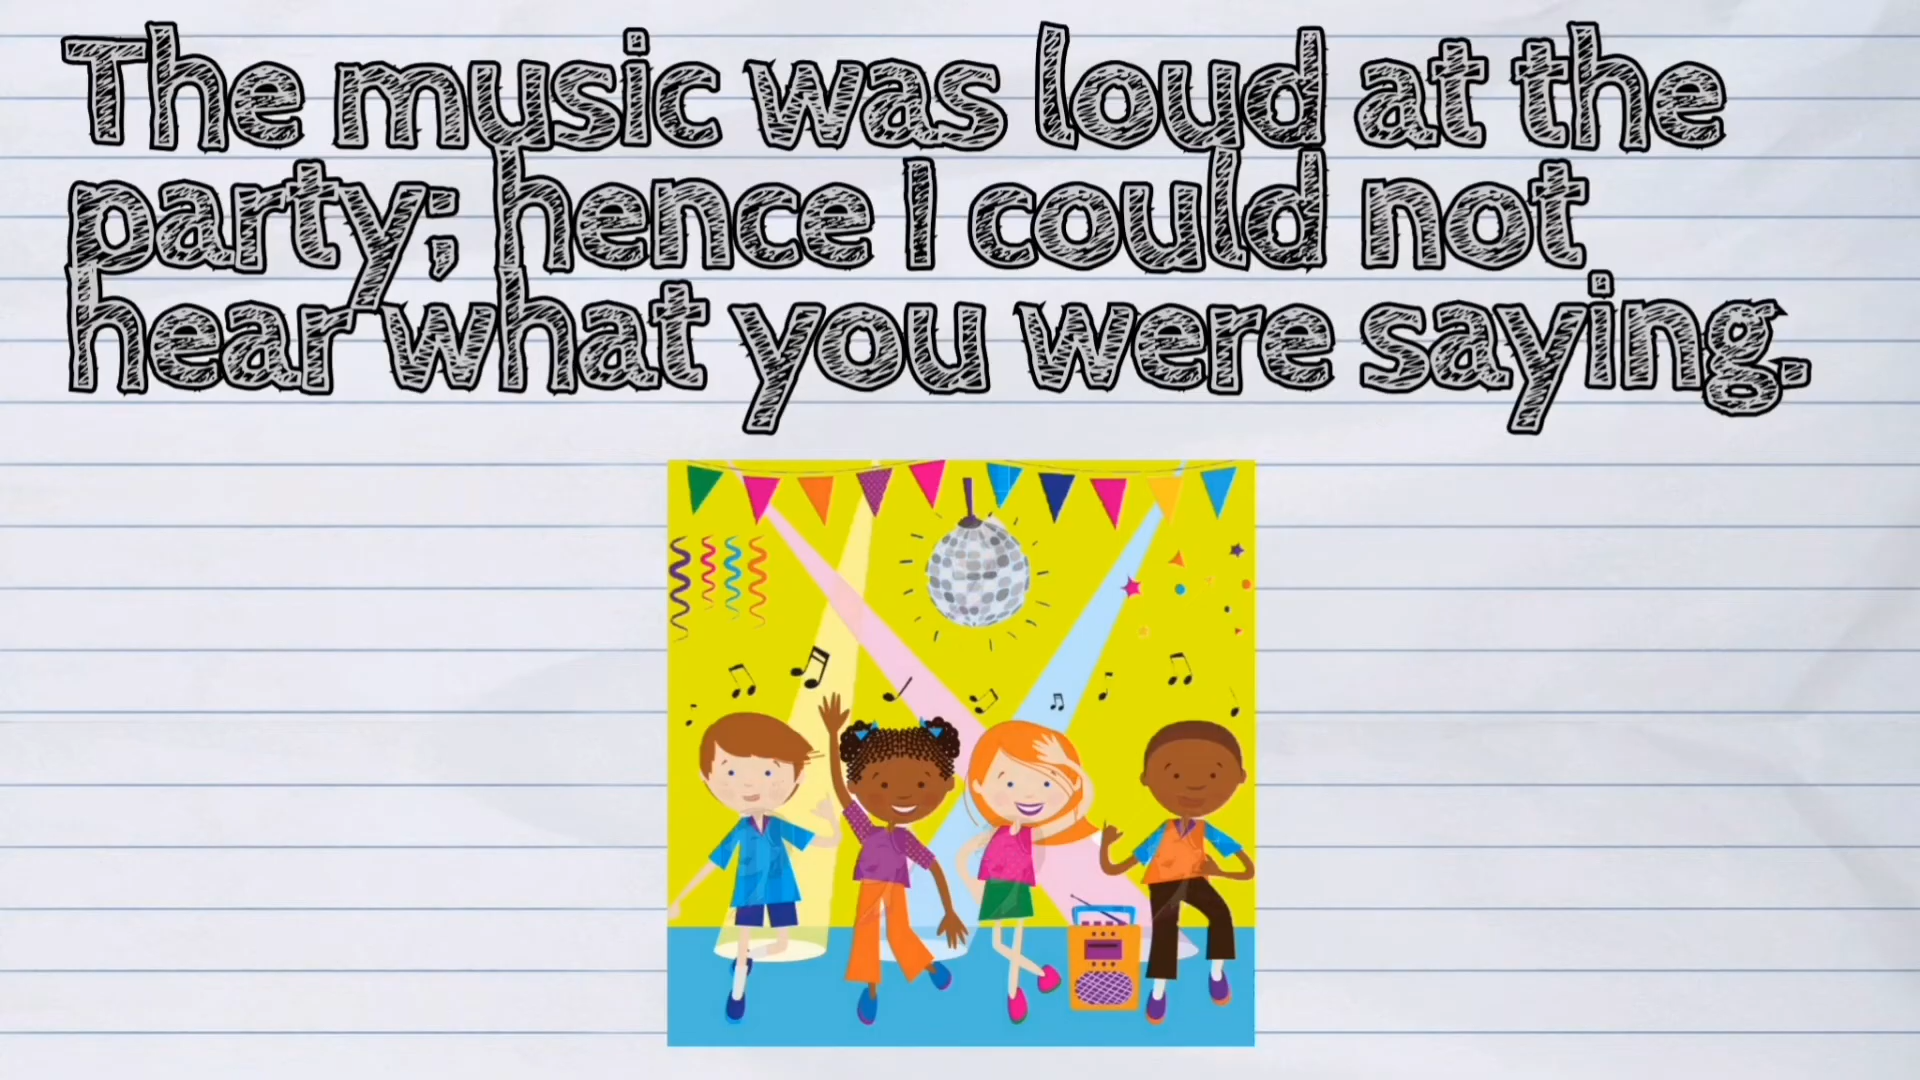 The music was loud at the
party; hence I could not
hear what you were saying.